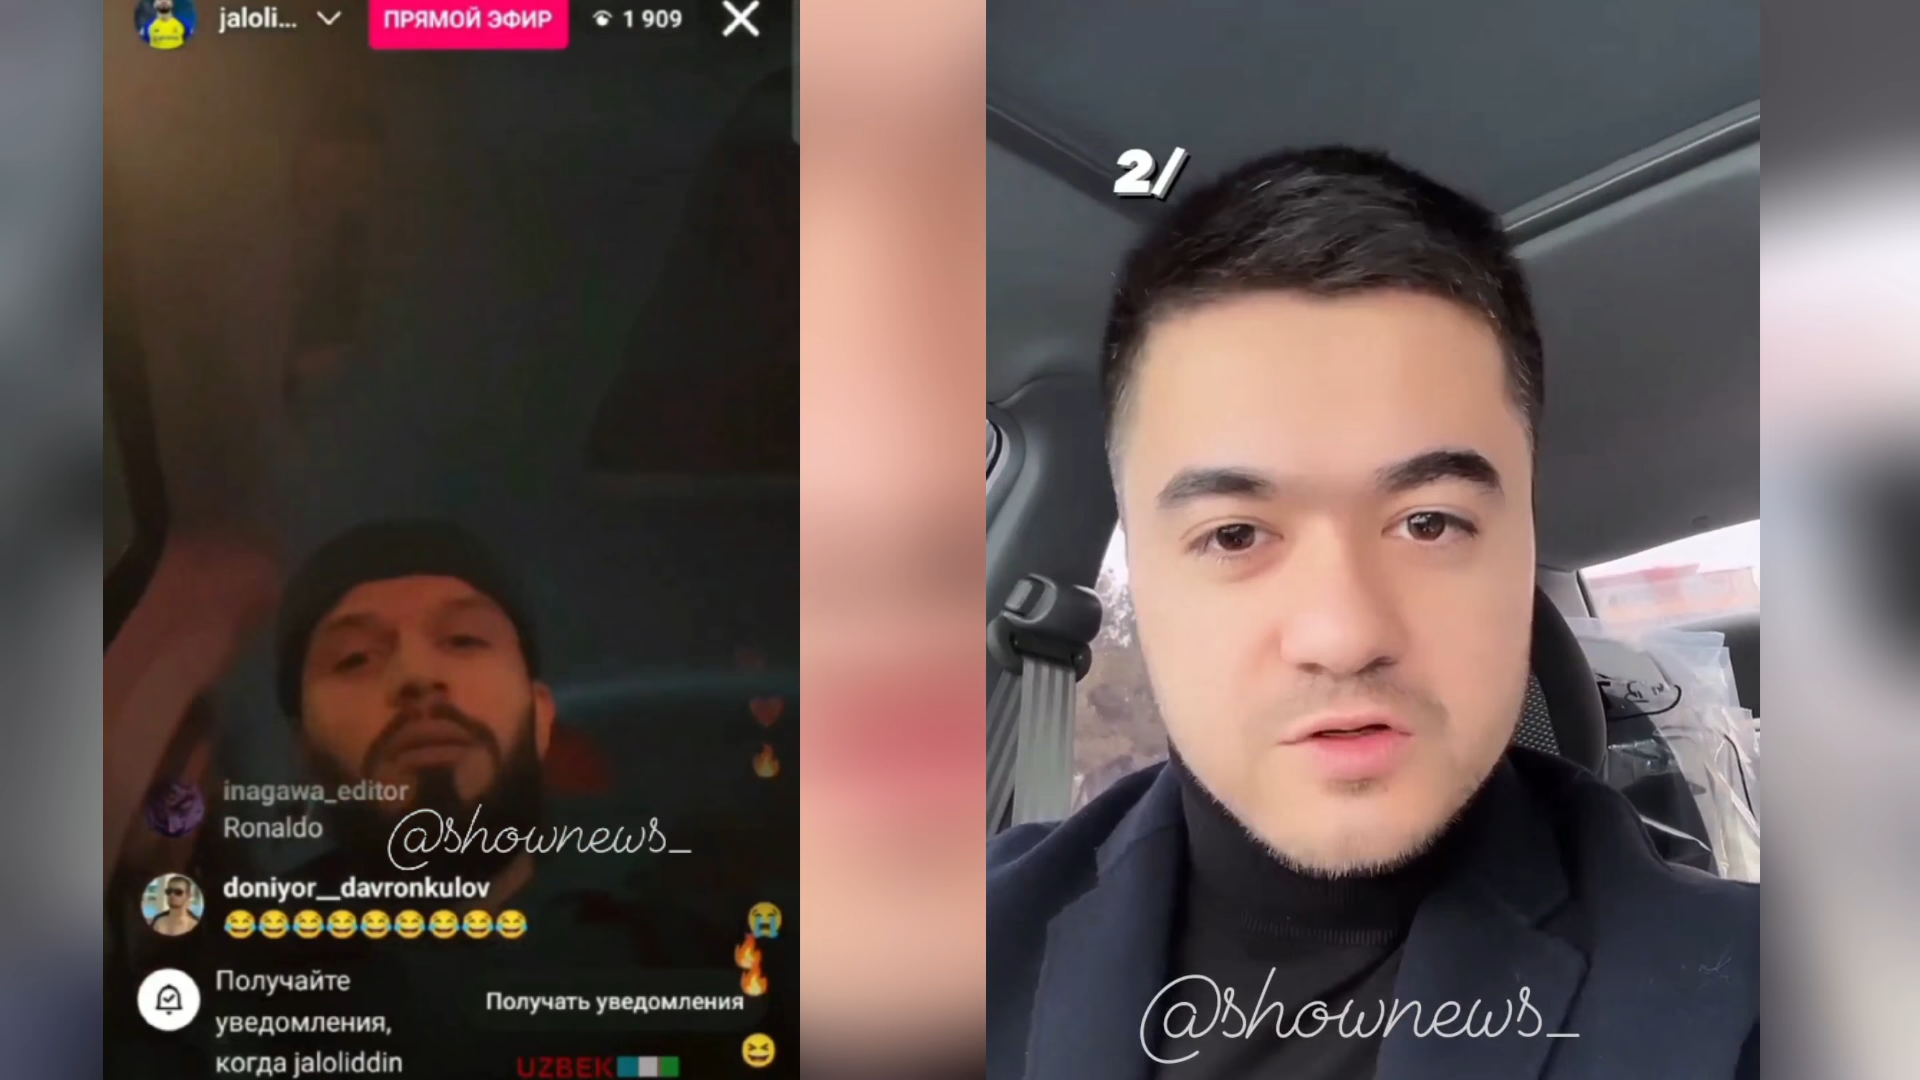 jaloli...
ПРЯМОЙ ЭФИР
1 909
2/
inagawa_editor
Ronaldo
@shownews_
doniyor__davronkulov
Получайте
уведомления,
когда jaloliddin
Получать уведомления
UZBEK
@shownews_